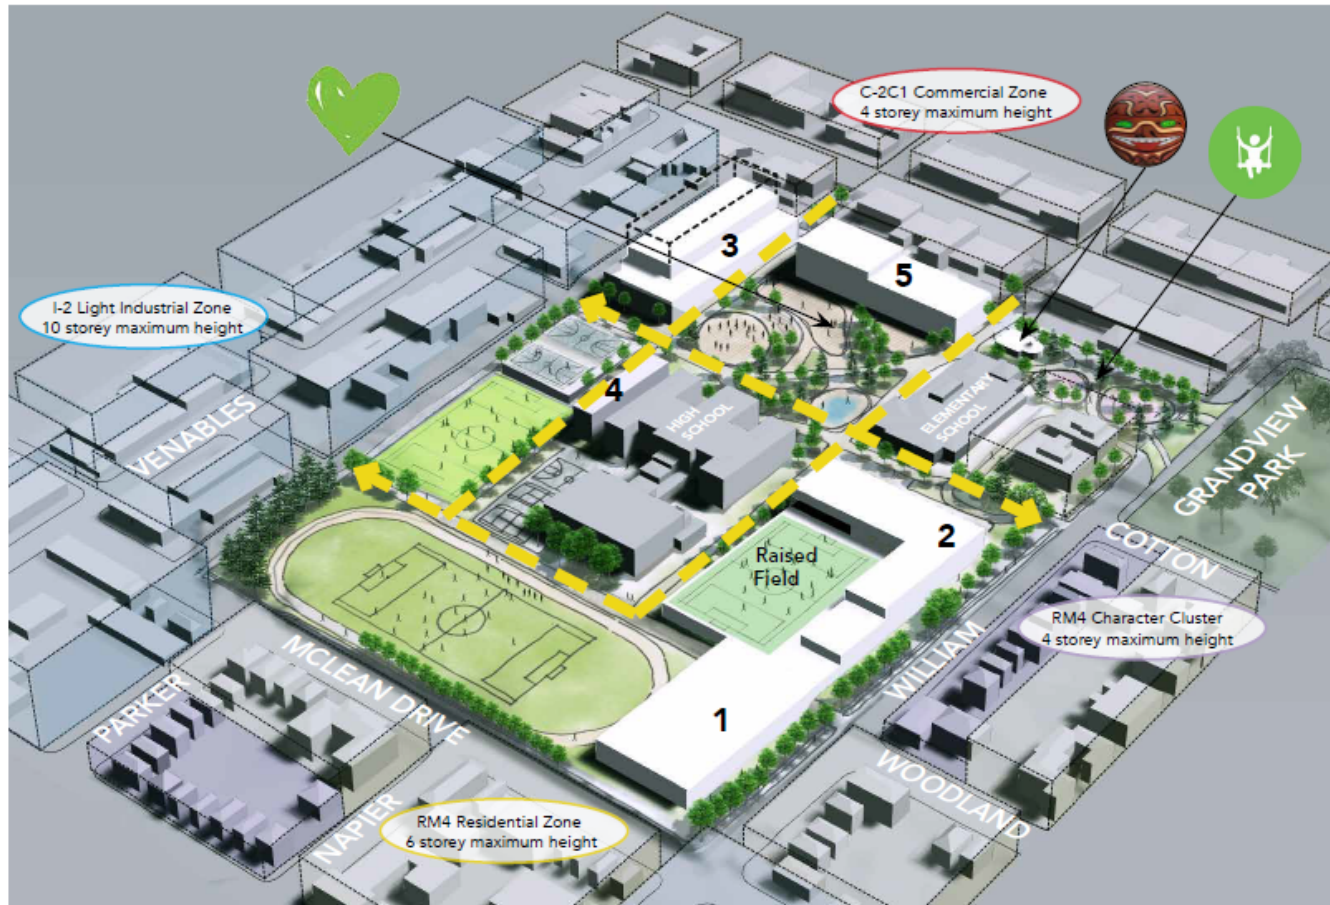 C-2C1 Commercial Zone
4 storey maximum height
3
5
I-2 Light Industrial Zone
10 storey maximum height
4
HIGH
SCHOOL
ELEMENTARY
SCHOOL
VENABLES
GRANDVIEW
PARK
2
Raised
Field
COTTON
RM4 Character Cluster
4 storey maximum height
WILLIAM
MCLEAN DRIVE
PARKER
1
WOODLAND
NAPIER
RM4 Residential Zone
6 storey maximum height